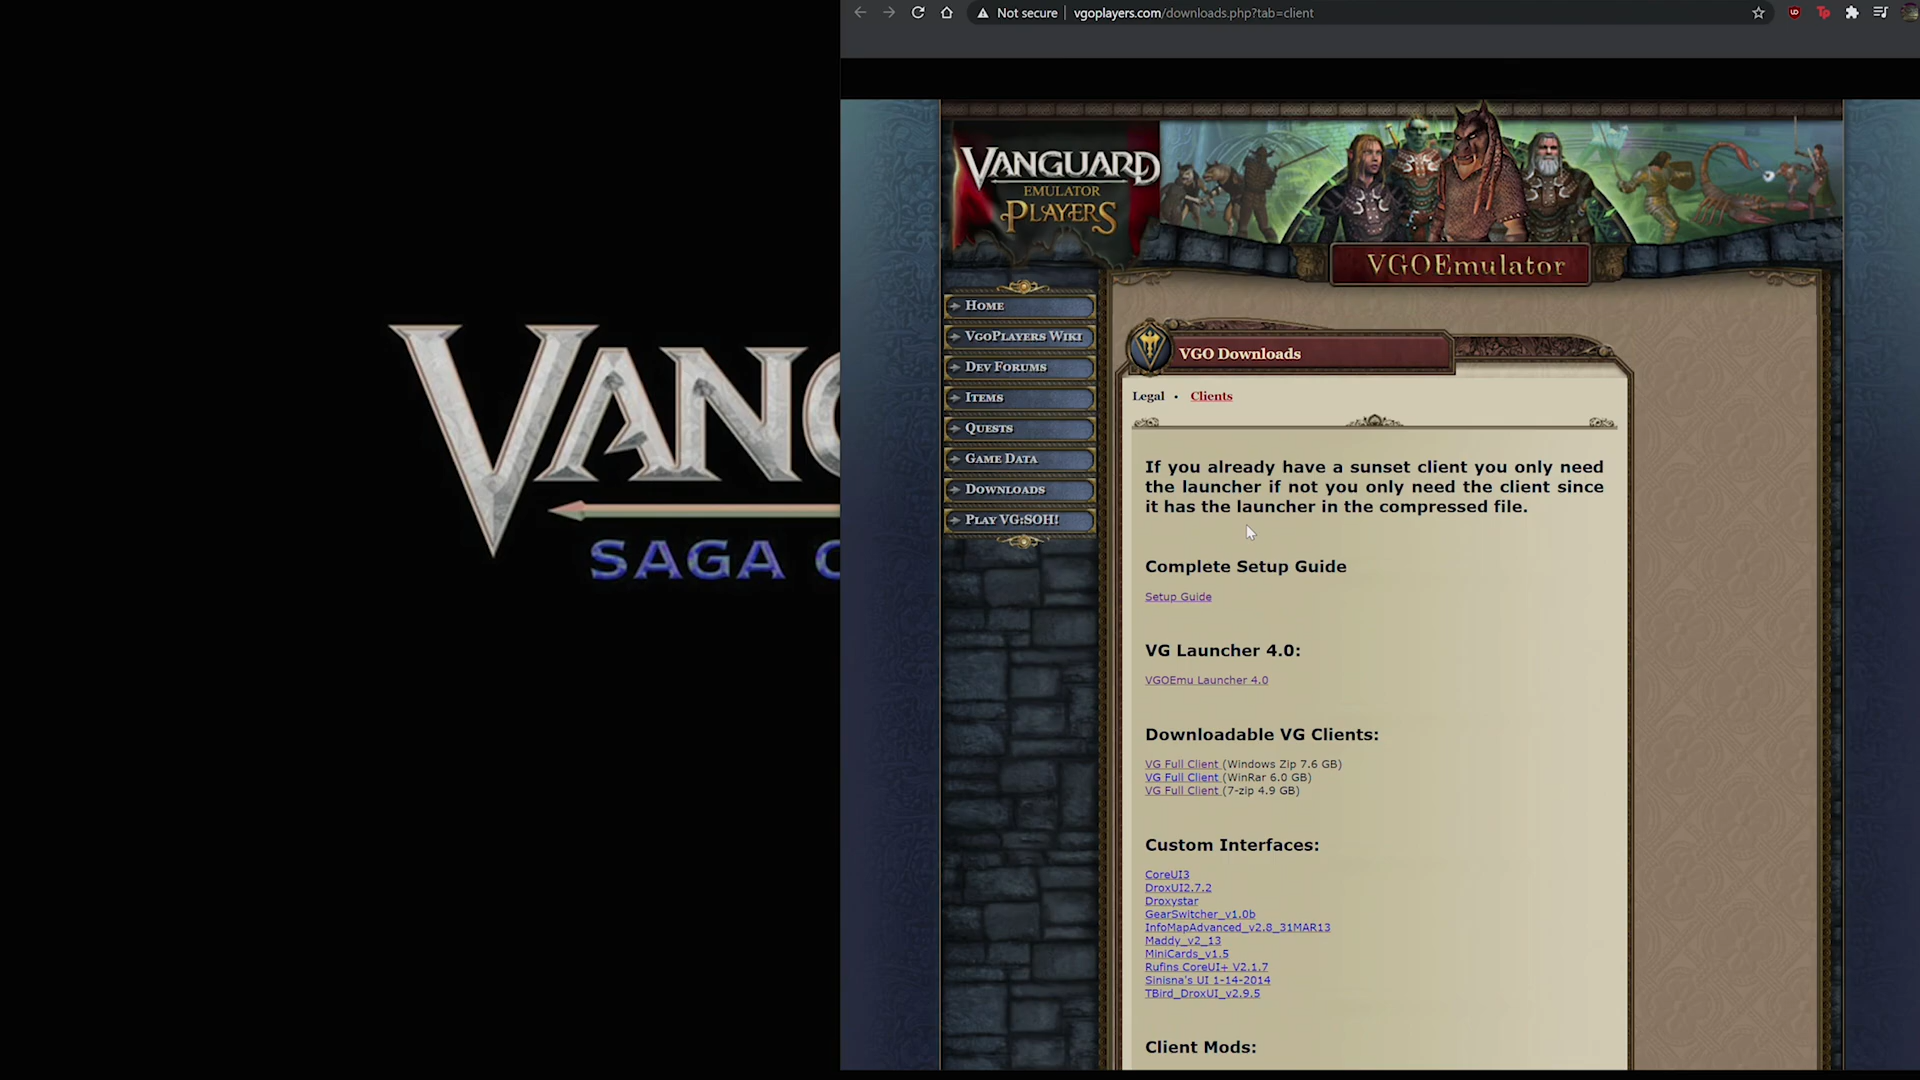 Not secure
vgoplayers.com/downloads.php?tab=client
VANGUARD
EMULATOR
PLAYERS
VGOEmulator
VANG
SAGA O
HOME
VGOPLAYERS WIKI
DEV FORUMS
ITEMS
QUESTS
GAME DATA
DOWNLOADS
PLAY VG:SOH!
VGO Downloads
Legal • Clients
If you already have a sunset client you only need
the launcher if not you only need the client since
it has the launcher in the compressed file.
Complete Setup Guide
Setup Guide
VG Launcher 4.0:
VGOEmu Launcher 4.0
Downloadable VG Clients:
VG Full Client (Windows Zip 7.6 GB)
VG Full Client (WinRar 6.0 GB)
VG Full Client (7-zip 4.9 GB)
Custom Interfaces:
CoreUI3
DroxUI2.7.2
Droxystar
GearSwitcher_v1.0b
InfoMapAdvanced_v2.8_31MAR13
Maddy_v2_13
MiniCards_v1.5
Rufins CoreUI+ V2.1.7
Sinisna's UI 1-14-2014
TBird_DroxUI_v2.9.5
Client Mods: